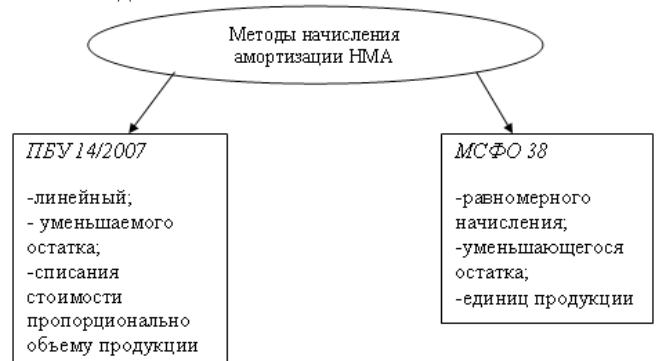 Методы начисления
амортизации НМА
ПБУ 14/2007
-линейный;
- уменьшаемого
остатка;
-списания
стоимости
пропорционально
объему продукции
МСФО 38
-равномерного
начисления;
-уменьшающегося
остатка;
-единиц продукции